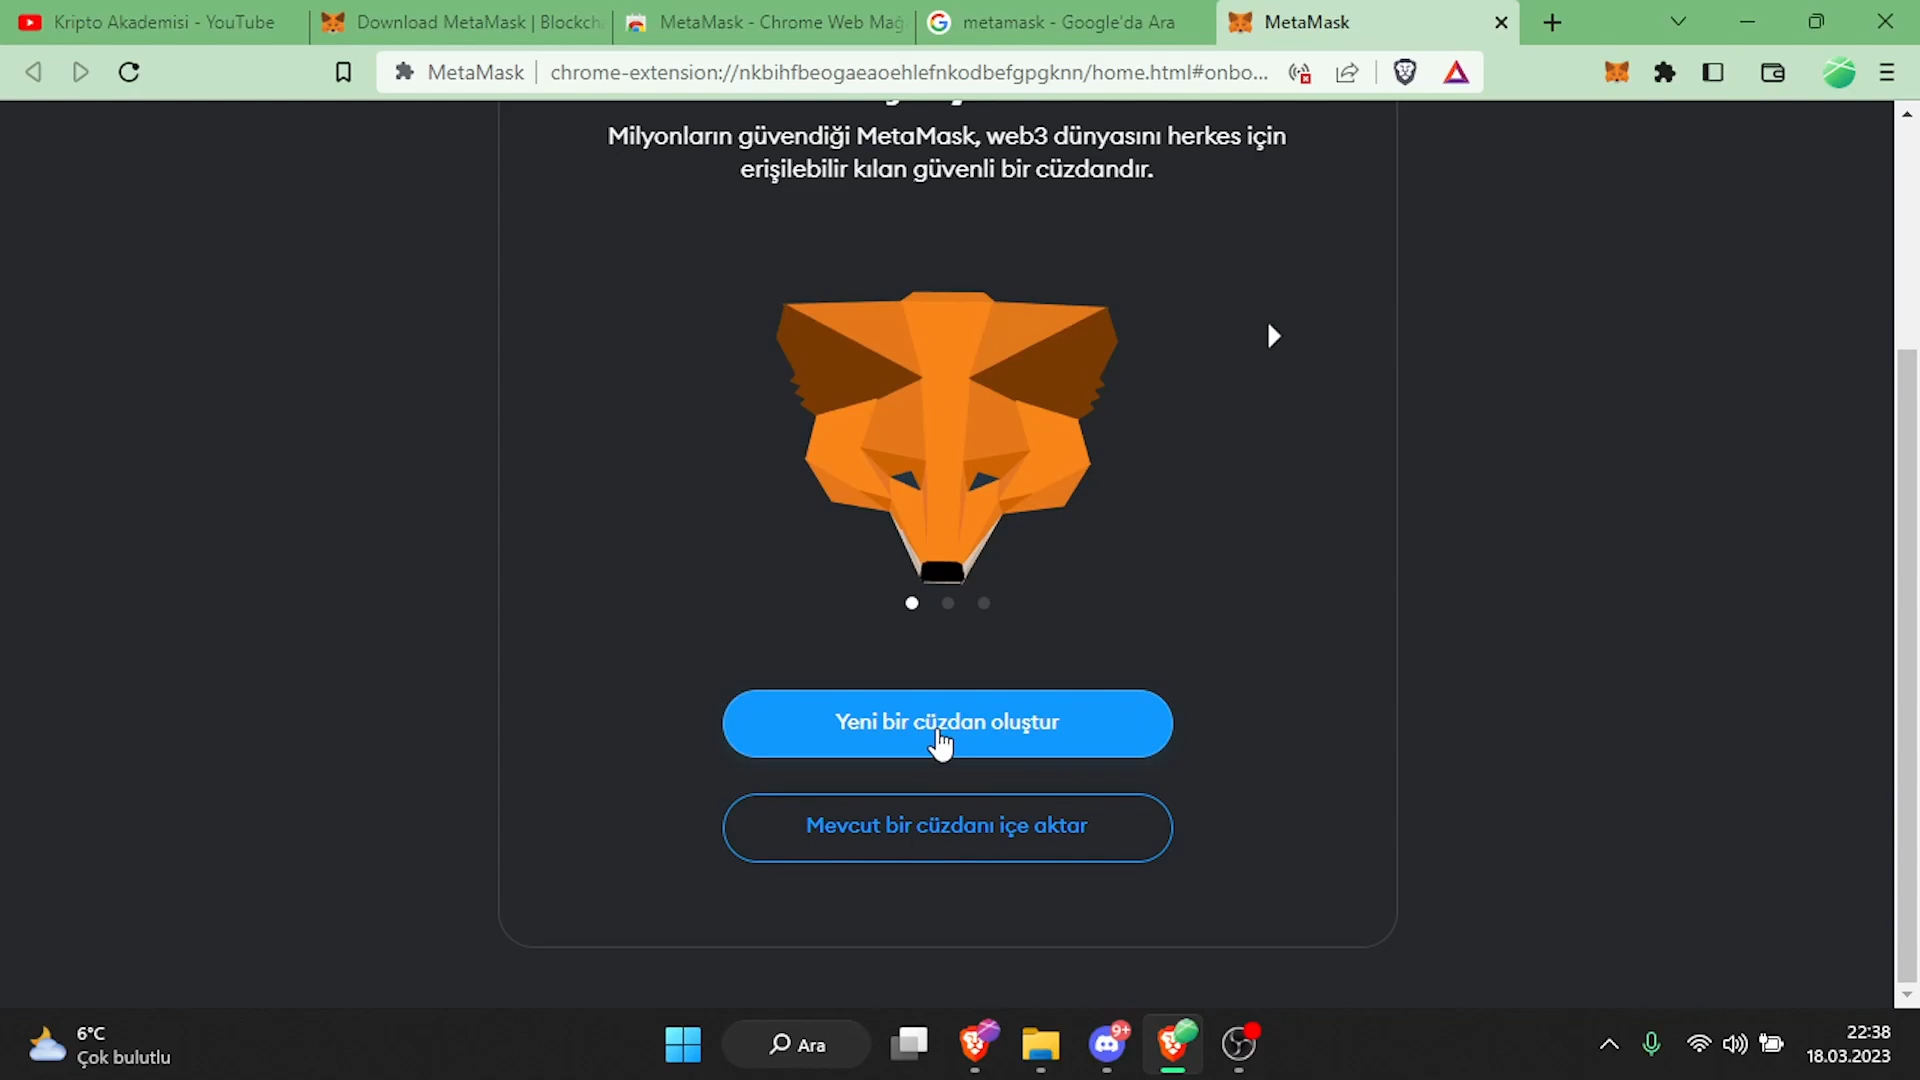 Kripto Akademisi - YouTube
Download MetaMask | Blockch
MetaMask - Chrome Web Mağ
metamask - Google'da Ara
MetaMask
MetaMask
chrome-extension://nkbihfbeogaeaoehlefnkodbefgpgknn/home.html#onbo...
Milyonların güvendiği MetaMask, web3 dünyasını herkes için
erişilebilir kılan güvenli bir cüzdandır.
Yeni bir cüzdan oluştur
Mevcut bir cüzdanı içe aktar
6°C
Çok bulutlu
Ara
9+
22:38
18.03.2023